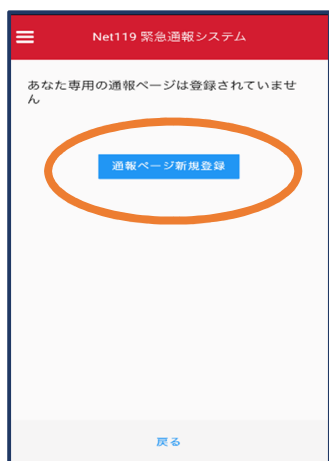 Net119 緊急通報システム
あなた専用の通報ページは登録されていませ
ん
通報ページ新規登録
戻る